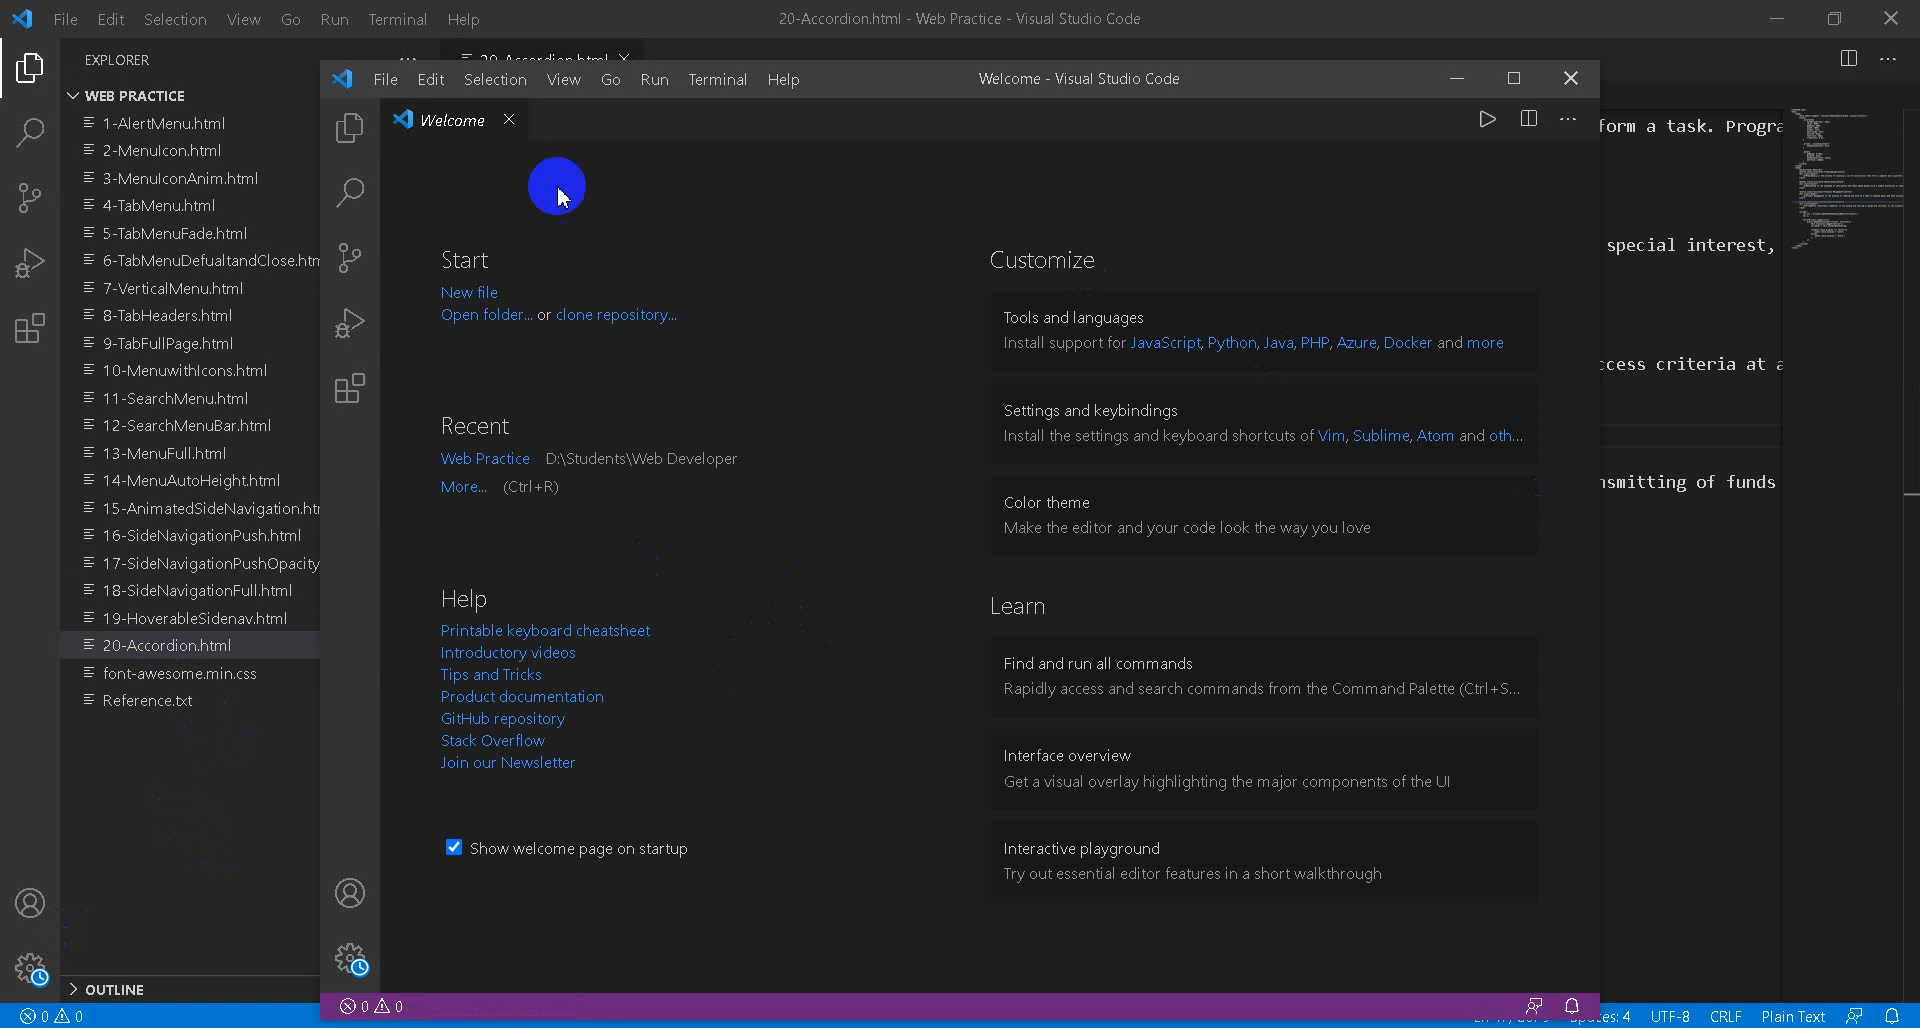 File Edit Selection View Go Run Terminal Help
20-Accordion.html - Web Practice - Visual Studio Code
EXPLORER
WEB PRACTICE
1-AlertMenu.html
2-MenuIcon.html
3-MenuIconAnim.html
4-TabMenu.html
5-TabMenuFade.html
6-TabMenuDefualtandClose.htm
7-VerticalMenu.html
8-TabHeaders.html
9-TabFullPage.html
10-MenuwithIcons.html
11-SearchMenu.html
12-SearchMenuBar.html
13-MenuFull.html
14-MenuAutoHeight.html
15-AnimatedSideNavigation.ht
16-SideNavigationPush.html
17-SideNavigationPushOpacity
18-SideNavigationFull.html
19-HoverableSidenav.html
20-Accordion.html
font-awesome.min.css
Reference.txt
OUTLINE
0 0
20-Accordion.html
File Edit Selection View Go Run Terminal Help
Welcome - Visual Studio Code
Welcome
Start
New file
Open folder... or clone repository...
Recent
Web Practice D:\Students\Web Developer
More... (Ctrl+R)
Help
Printable keyboard cheatsheet
Introductory videos
Tips and Tricks
Product documentation
GitHub repository
Stack Overflow
Join our Newsletter
Show welcome page on startup
Customize
Tools and languages
Install support for JavaScript, Python, Java, PHP, Azure, Docker and more
Settings and keybindings
Install the settings and keyboard shortcuts of Vim, Sublime, Atom and oth...
Color theme
Make the editor and your code look the way you love
Learn
Find and run all commands
Rapidly access and search commands from the Command Palette (Ctrl+S...
Interface overview
Get a visual overlay highlighting the major components of the UI
Interactive playground
Try out essential editor features in a short walkthrough
0 0
form a task. Progra
special interest,
ccess criteria at a
nsmitting of funds
4 UTF-8 CRLF Plain Text